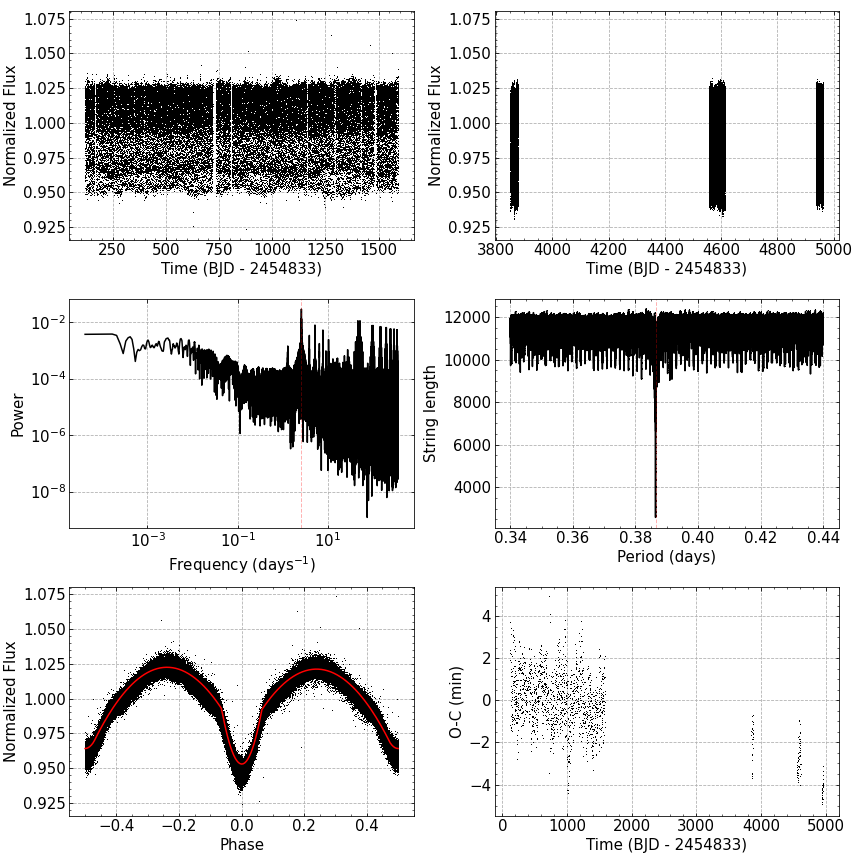 1.075
1.050
1.025
1.000
0.975
0.950
0.925
Normalized Flux
250 500 750 1000 1250 1500
Time (BJD - 2454833)
1.075
1.050
1.025
1.000
0.975
0.950
0.925
Normalized Flux
3800 4000 4200 4400 4600 4800 5000
Time (BJD - 2454833)
10⁻²
10⁻⁴
10⁻⁶
10⁻⁸
Power
10⁻³ 10⁻¹ 10¹
Frequency (days⁻¹)
12000
10000
8000
6000
4000
String length
0.34 0.36 0.38 0.40 0.42 0.44
Period (days)
1.075
1.050
1.025
1.000
0.975
0.950
0.925
Normalized Flux
−0.4 −0.2 0.0 0.2 0.4
Phase
4
2
0
−2
−4
O-C (min)
0 1000 2000 3000 4000 5000
Time (BJD - 2454833)